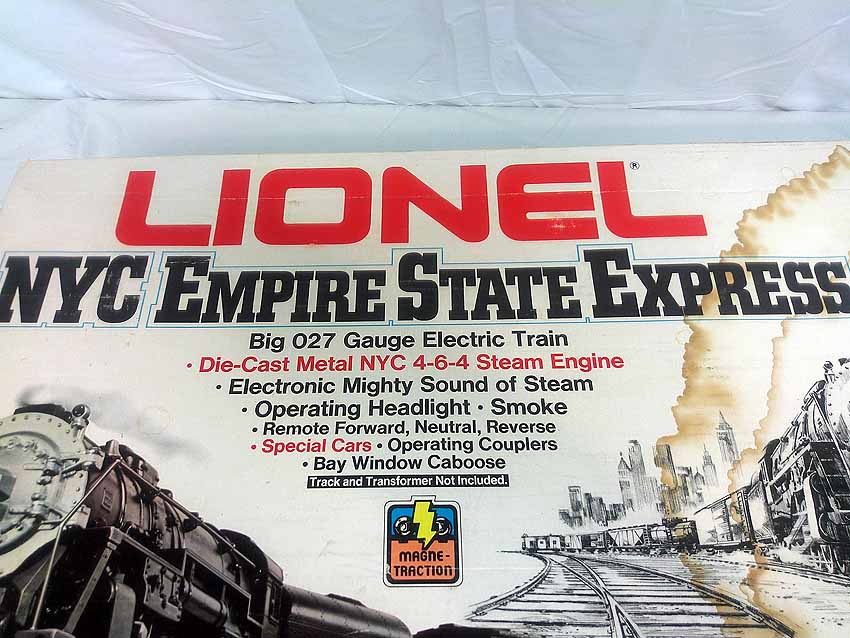 LIONEL®
NYC EMPIRE STATE EXPRESS
Big 027 Gauge Electric Train
• Die-Cast Metal NYC 4-6-4 Steam Engine
• Electronic Mighty Sound of Steam
• Operating Headlight • Smoke
• Remote Forward, Neutral, Reverse
• Special Cars • Operating Couplers
• Bay Window Caboose
Track and Transformer Not Included.
MAGNE-
TRACTION